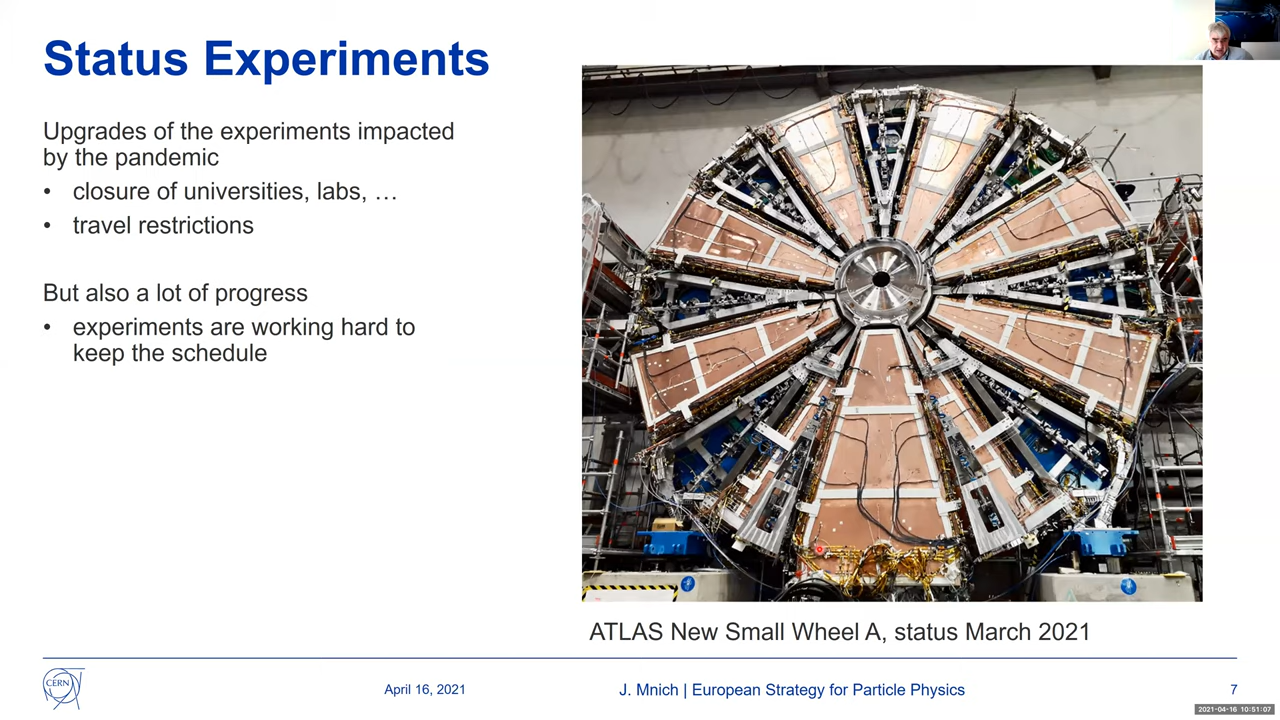 Status Experiments
Upgrades of the experiments impacted
by the pandemic
• closure of universities, labs, …
• travel restrictions
But also a lot of progress
• experiments are working hard to
keep the schedule
ATLAS New Small Wheel A, status March 2021
CERN
April 16, 2021
J. Mnich | European Strategy for Particle Physics
7
2021-04-16 10:51:07